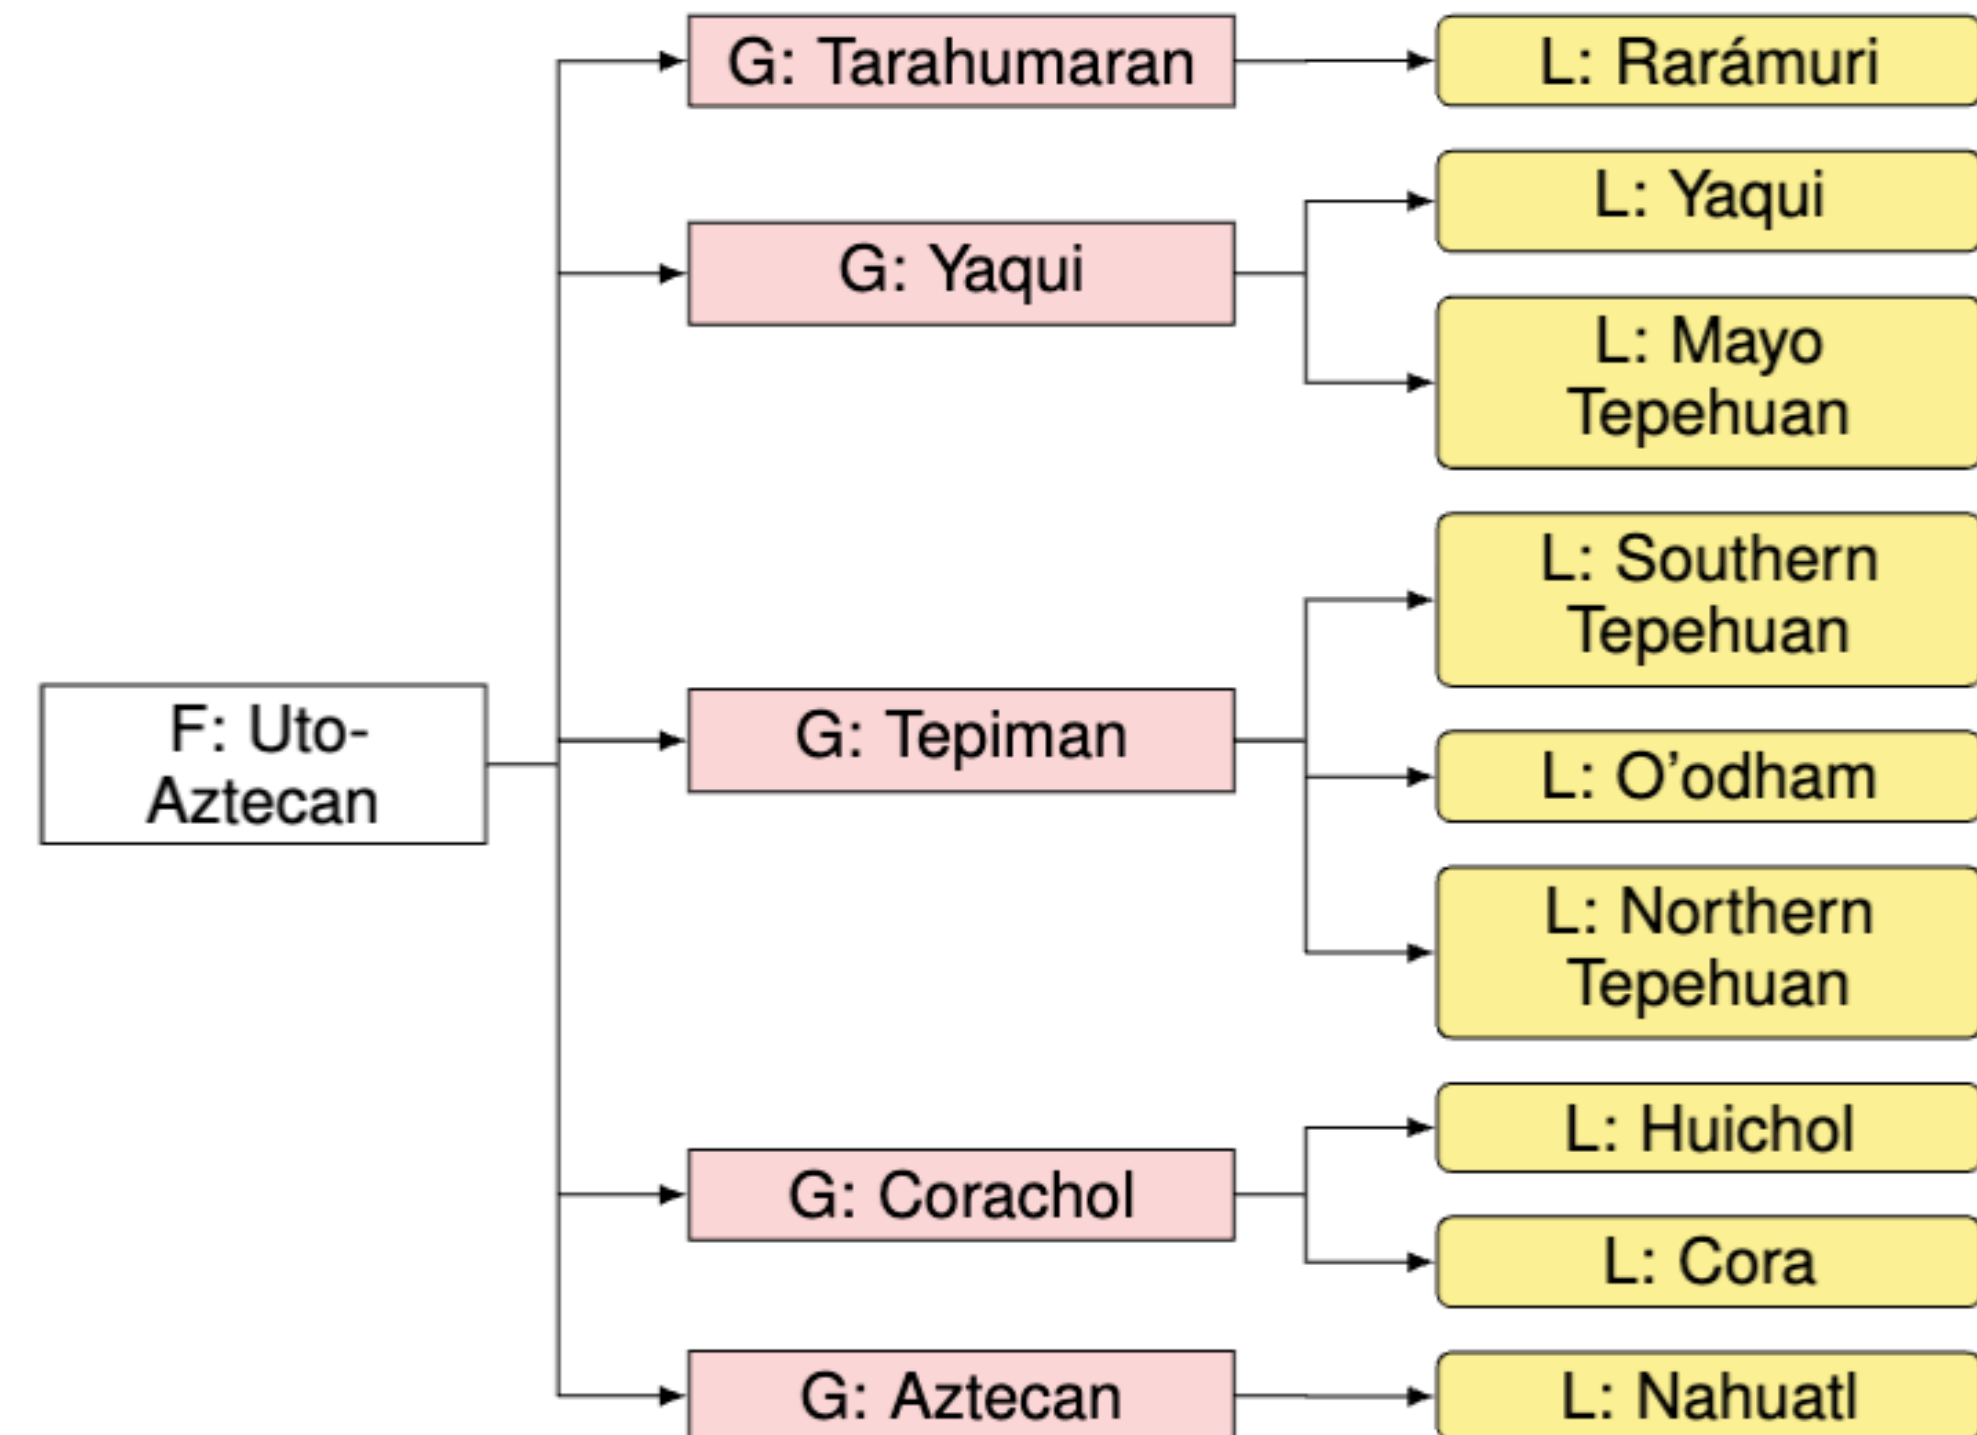 G: Tarahumaran
L: Rarámuri
L: Yaqui
G: Yaqui
L: Mayo
Tepehuan
L: Southern
Tepehuan
F: Uto-
Aztecan
G: Tepiman
L: O’odham
L: Northern
Tepehuan
L: Huichol
G: Corachol
L: Cora
G: Aztecan
L: Nahuatl